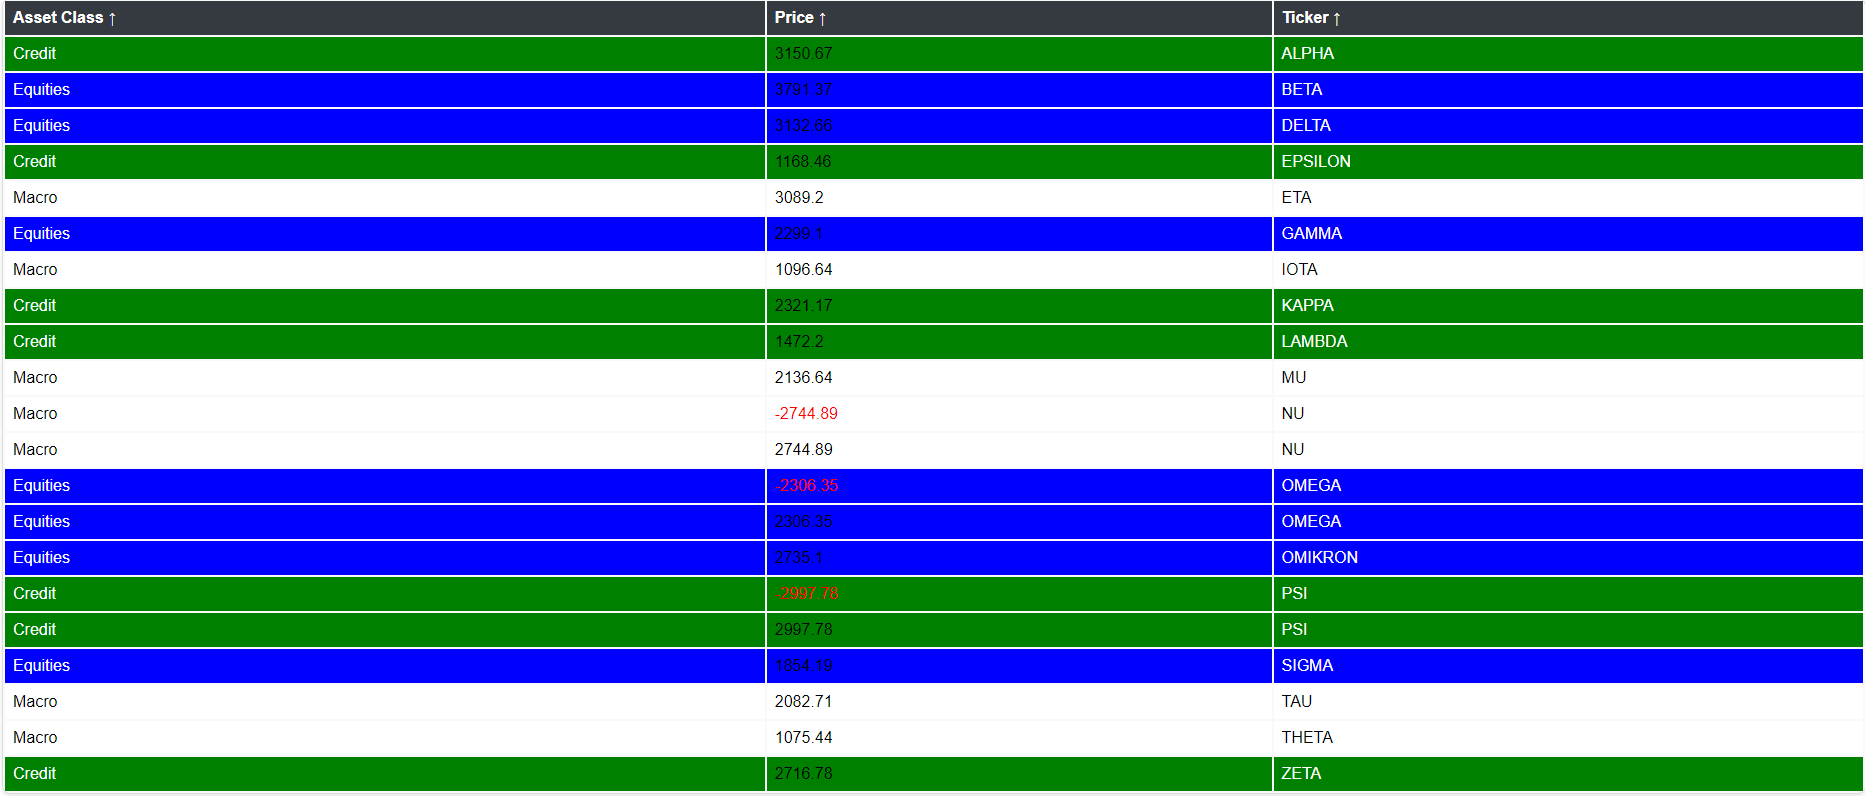 Asset Class ↑ Price ↑ Ticker ↑
Credit 3150.67 ALPHA
Equities 3791.37 BETA
Equities 3132.66 DELTA
Credit 1168.46 EPSILON
Macro 3089.2 ETA
Equities 2299.1 GAMMA
Macro 1096.64 IOTA
Credit 2321.17 KAPPA
Credit 1472.2 LAMBDA
Macro 2136.64 MU
Macro -2744.89 NU
Macro 2744.89 NU
Equities -2306.35 OMEGA
Equities 2306.35 OMEGA
Equities 2735.1 OMIKRON
Credit -2997.78 PSI
Credit 2997.78 PSI
Equities 1854.19 SIGMA
Macro 2082.71 TAU
Macro 1075.44 THETA
Credit 2716.78 ZETA